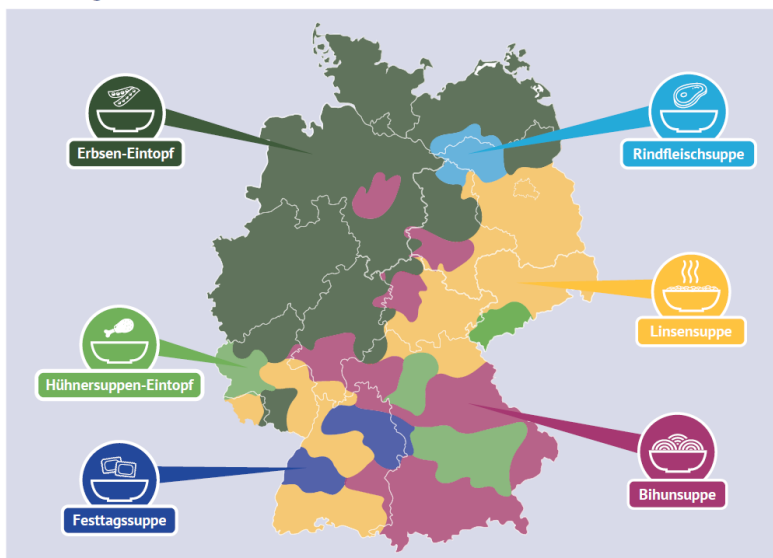 Erbsen-Eintopf
Rindfleischsuppe
Linsensuppe
Hühnersuppen-Eintopf
Bihunsuppe
Festtagssuppe